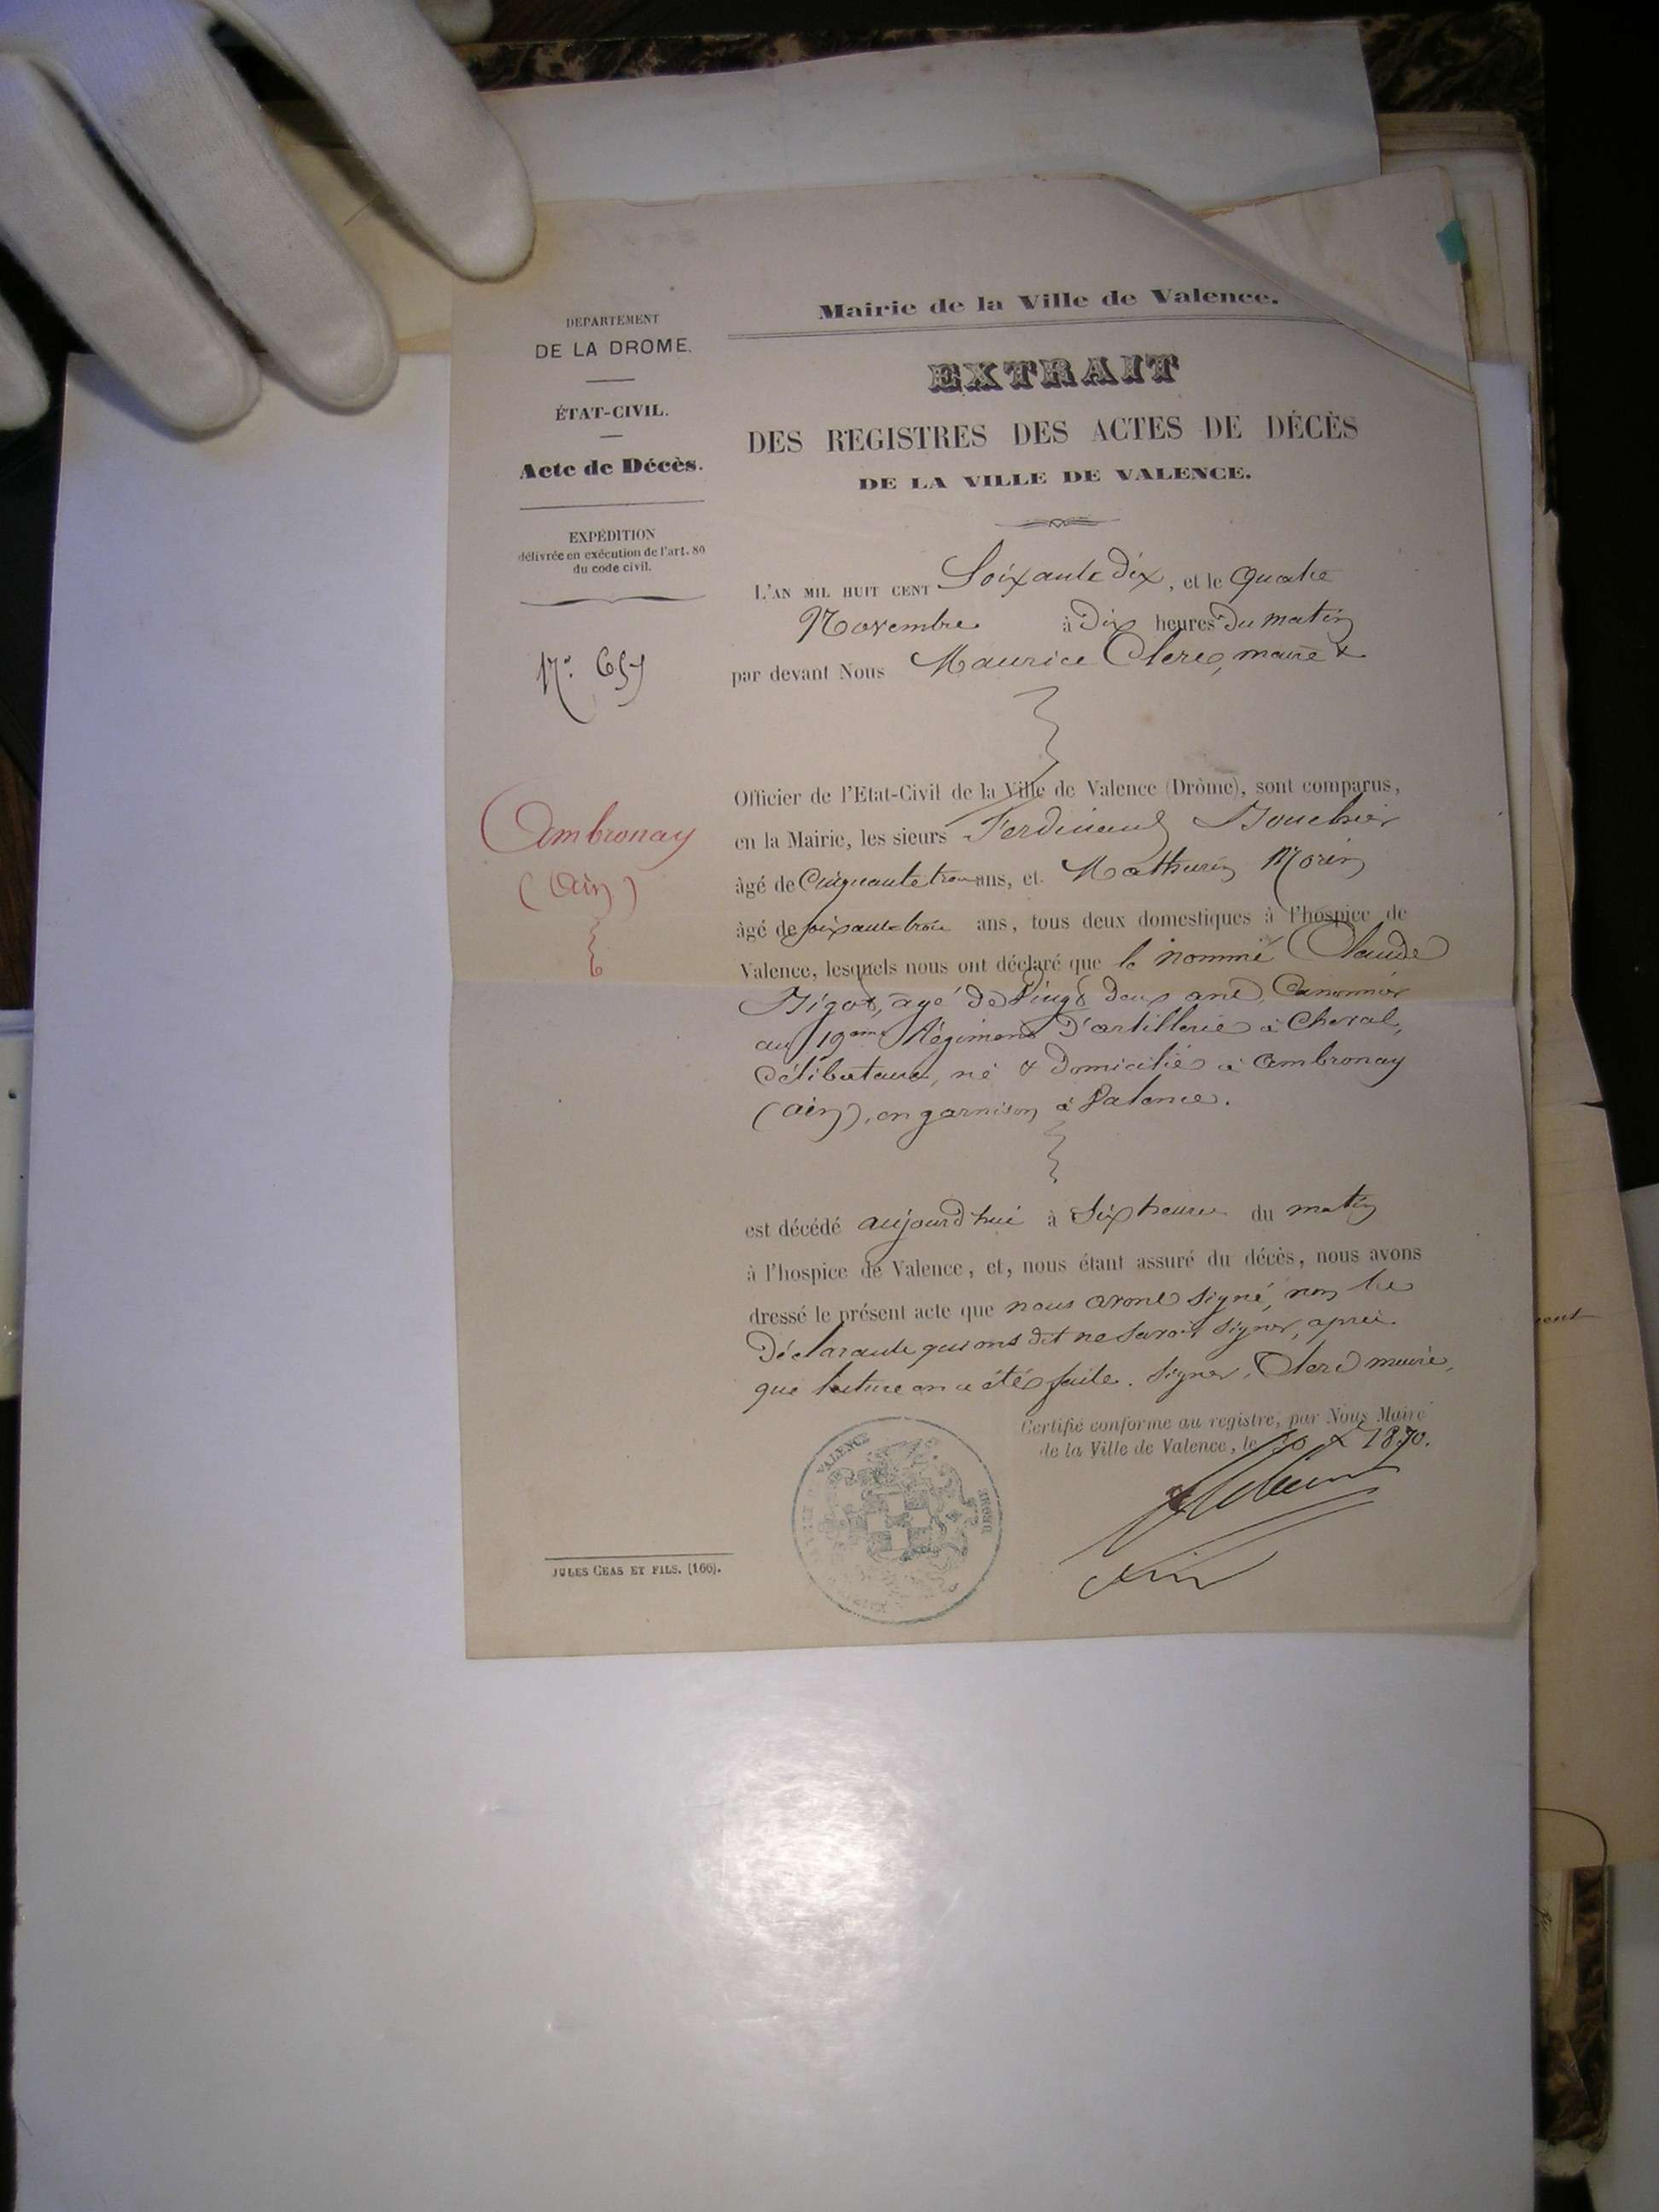 DÉPARTEMENT
DE LA DROME.
ÉTAT-CIVIL.
Acte de Décès.
EXPÉDITION
délivrée en exécution de l'art. 80
du code civil.
N° 657
Ambronay
(Ain)
Mairie de la Ville de Valence.
EXTRAIT
DES REGISTRES DES ACTES DE DÉCÈS
DE LA VILLE DE VALENCE.
L'AN MIL HUIT CENT Soixante dix, et le Quatre
Novembre à Dix heures Du matin
par devant Nous Maurice Clerc, maire &
Officier de l'Etat-Civil de la Ville de Valence (Drôme), sont comparus,
en la Mairie, les sieurs Ferdinand Bouchier
âgé de Cinquante trois ans, et Mathurin Morin
âgé de soixante trois ans, tous deux domestiques à l'hospice de
Valence, lesquels nous ont déclaré que le nommé Claude
Bigot, âgé de Vingt deux ans, Canonnier
au 19eme Régiment D'artillerie à Cheval,
Célibataire, né & Domicilié à Ambronay
(Ain), en garnison à Valence.
est décédé aujourd'hui à Six heures du matin
à l'hospice de Valence, et, nous étant assuré du décès, nous avons
dressé le présent acte que nous avons signé, non les
Déclarants qui ont dit ne savoir signer, après
que lecture en a été faite. Signé, Clerc maire,
Certifié conforme au registre, par Nous Maire
de la Ville de Valence, le 1870.
VALENCE
DROME
JULES CEAS ET FILS. (166).